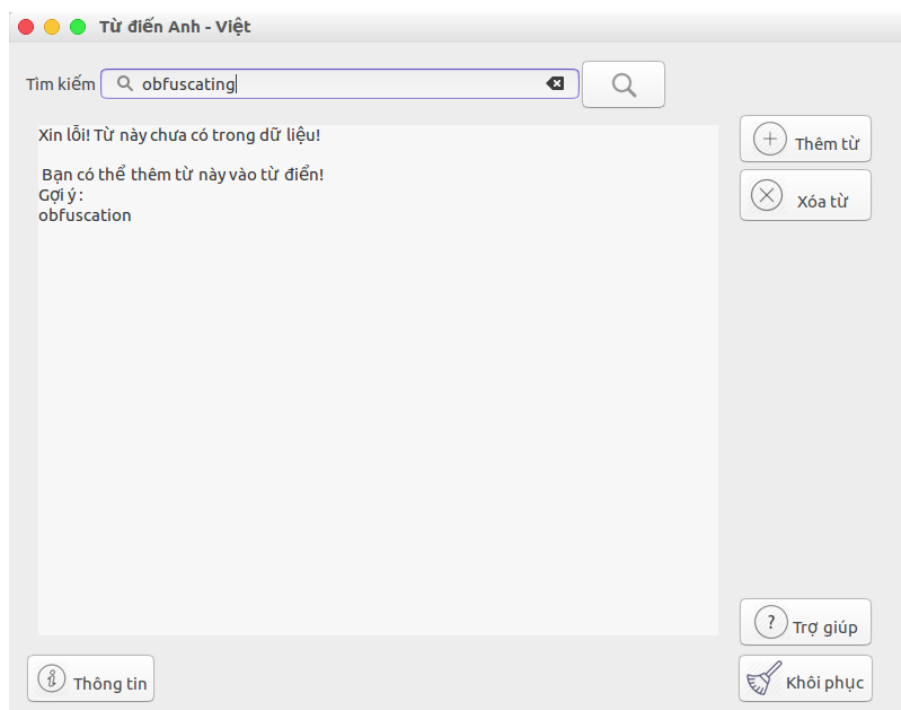 Từ điến Anh - Việt
Tìm kiếm obfuscating
Xin lỗi! Từ này chưa có trong dữ liệu!
Bạn có thể thêm từ này vào từ điển!
Gợi ý :
obfuscation
Thêm từ
Xóa từ
Trợ giúp
Thông tin
Khôi phục